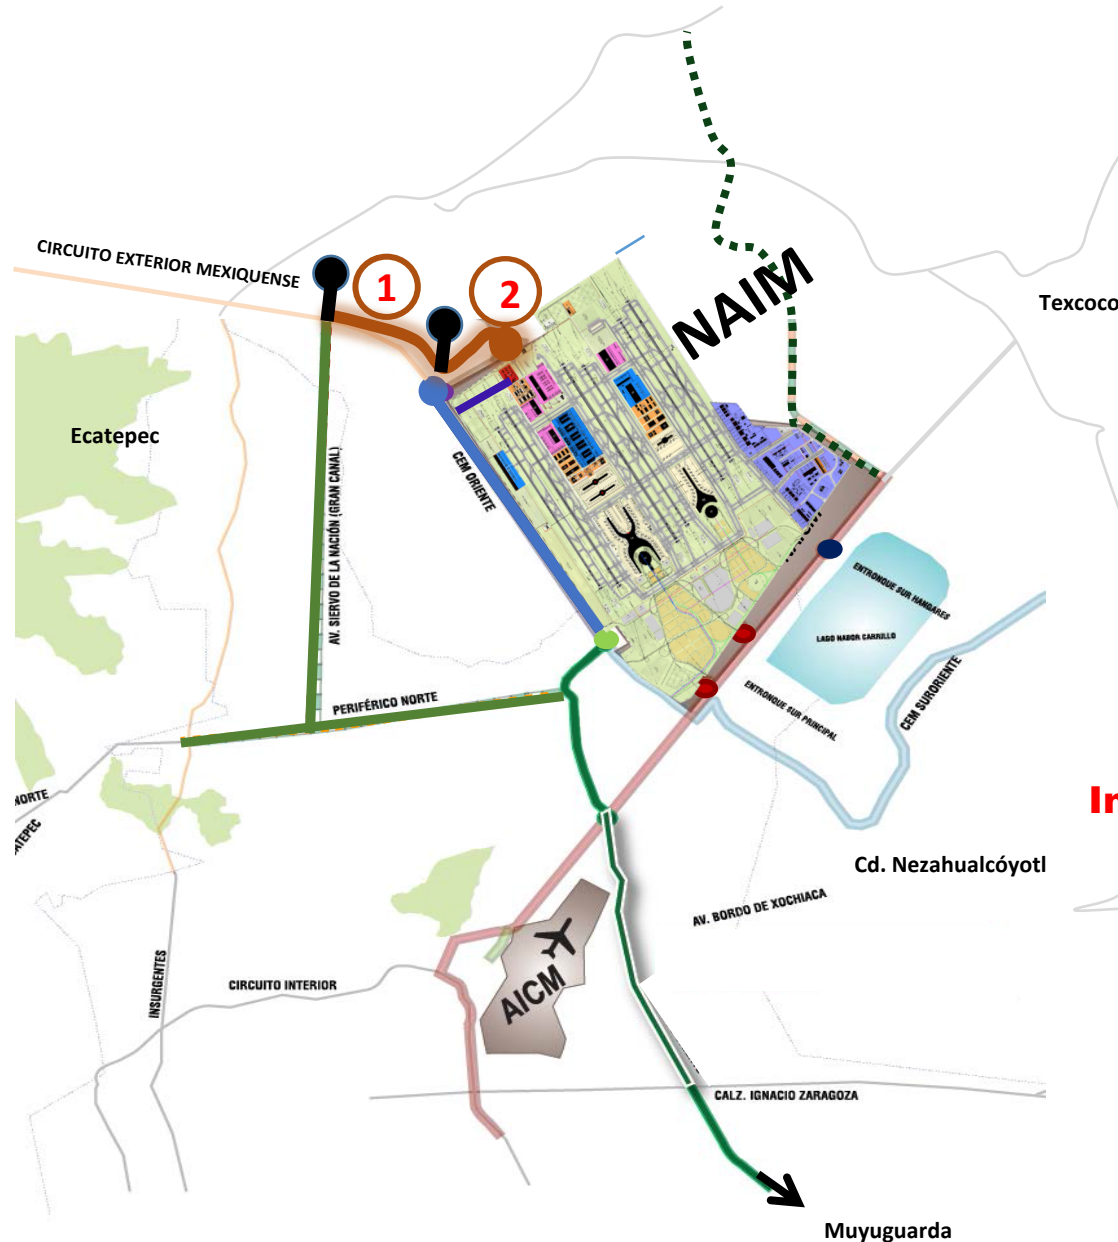 CIRCUITO EXTERIOR MEXIQUENSE
1
2
NAIM
Texcoco
Ecatepec
AV. SIERVO DE LA NACIÓN (GRAN CANAL)
CEM ORIENTE
ENTRONQUE SUR HANGARES
LAGO NABOR CARRILLO
ENTRONQUE SUR PRINCIPAL
CEM SURORIENTE
PERIFÉRICO NORTE
NORTE
ATEPEC
In
Cd. Nezahualcóyotl
AV. BORDO DE XOCHIACA
INSURGENTES
CIRCUITO INTERIOR
AICM
CALZ. IGNACIO ZARAGOZA
Muyuguarda